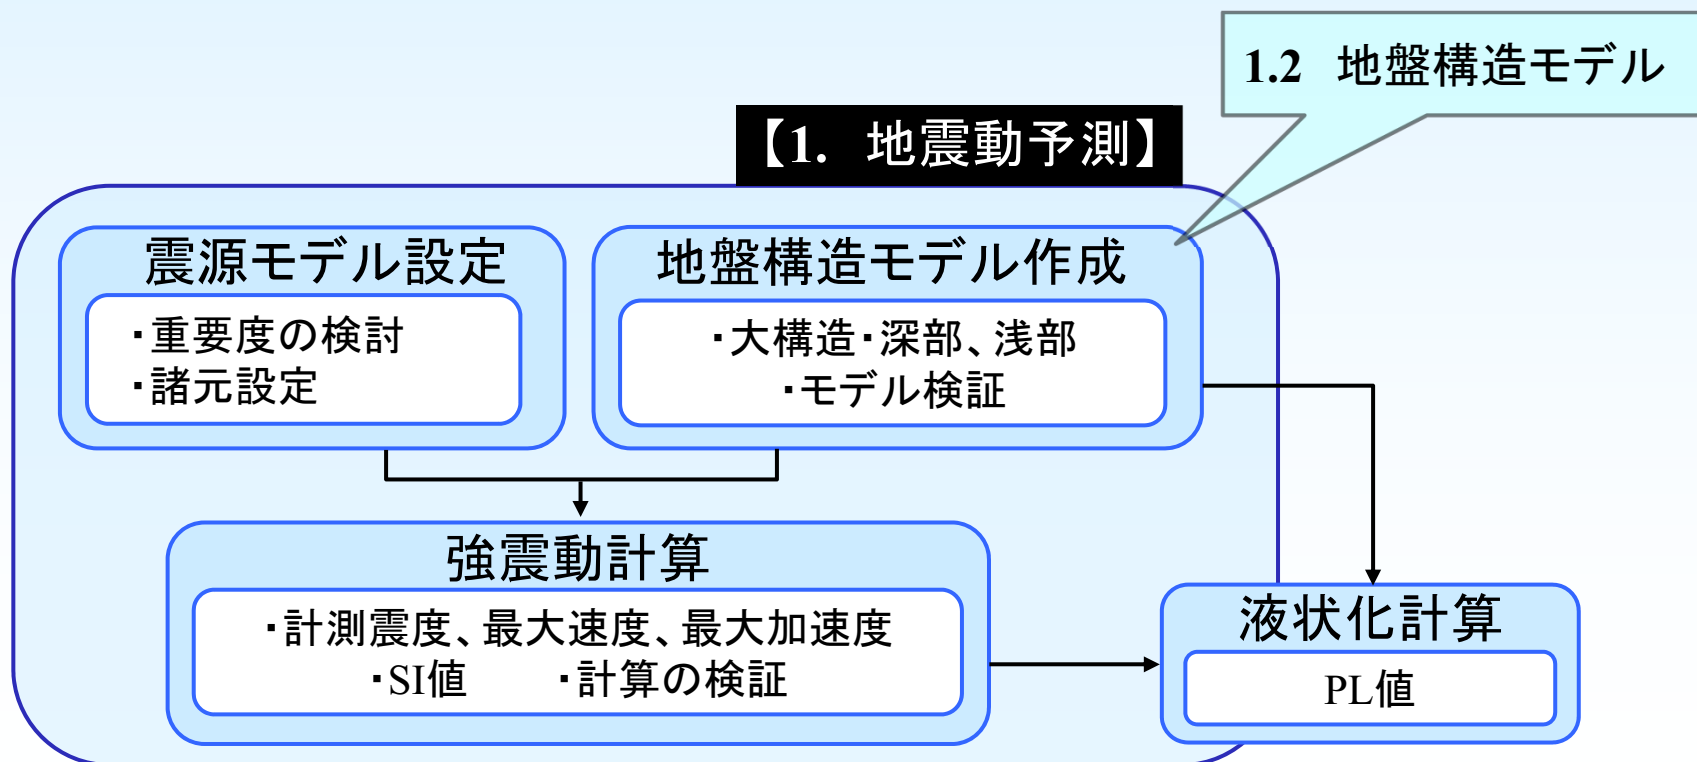 1.2 地盤構造モデル
【1. 地震動予測】
震源モデル設定
・重要度の検討
・諸元設定
地盤構造モデル作成
・大構造・深部、浅部
・モデル検証
強震動計算
・計測震度、最大速度、最大加速度
・SI値 ・計算の検証
液状化計算
PL値